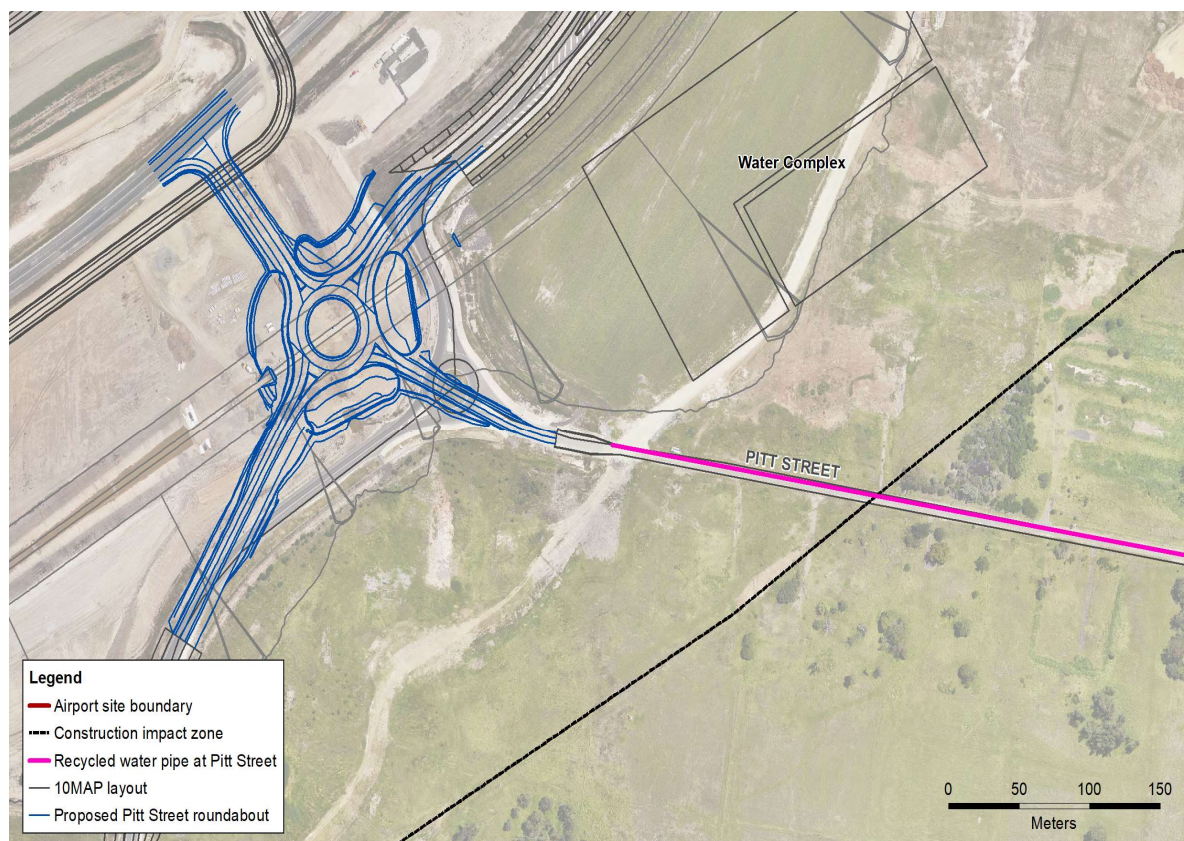 Water Complex
PITT STREET
Legend
Airport site boundary
Construction impact zone
Recycled water pipe at Pitt Street
10MAP layout
Proposed Pitt Street roundabout
0 50 100 150
Meters